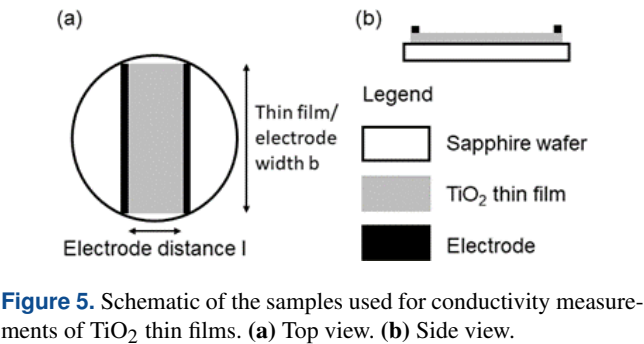 (a)
Thin film/
electrode
width b
Electrode distance l
(b)
Legend
Sapphire wafer
TiO2 thin film
Electrode
Figure 5. Schematic of the samples used for conductivity measure-
ments of TiO2 thin films. (a) Top view. (b) Side view.